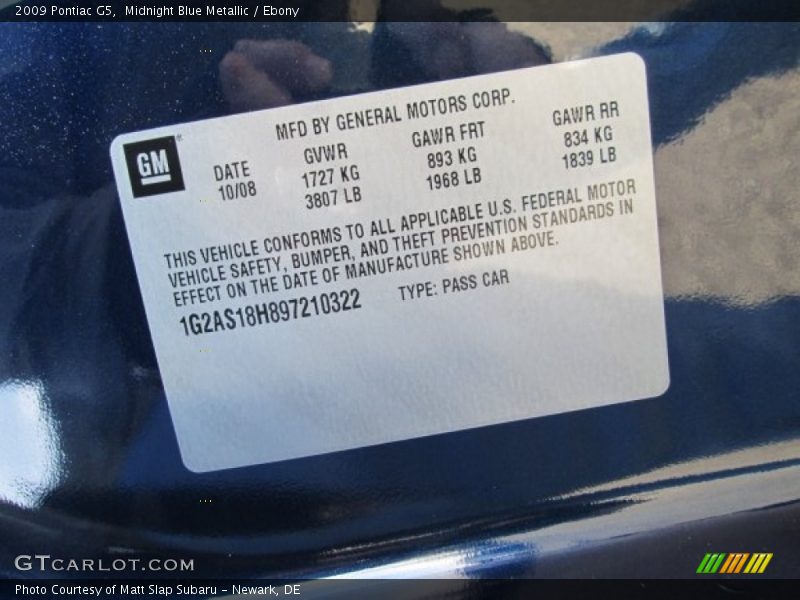 2009 Pontiac G5,  Midnight Blue Metallic / Ebony
MFD BY GENERAL MOTORS CORP.
GM
DATE GVWR GAWR FRT GAWR RR
10/08 1727 KG 893 KG 834 KG
3807 LB 1968 LB 1839 LB
THIS VEHICLE CONFORMS TO ALL APPLICABLE U.S. FEDERAL MOTOR
VEHICLE SAFETY, BUMPER, AND THEFT PREVENTION STANDARDS IN
EFFECT ON THE DATE OF MANUFACTURE SHOWN ABOVE.
1G2AS18H897210322 TYPE: PASS CAR
GTCARLOT.COM
Photo Courtesy of Matt Slap Subaru - Newark, DE